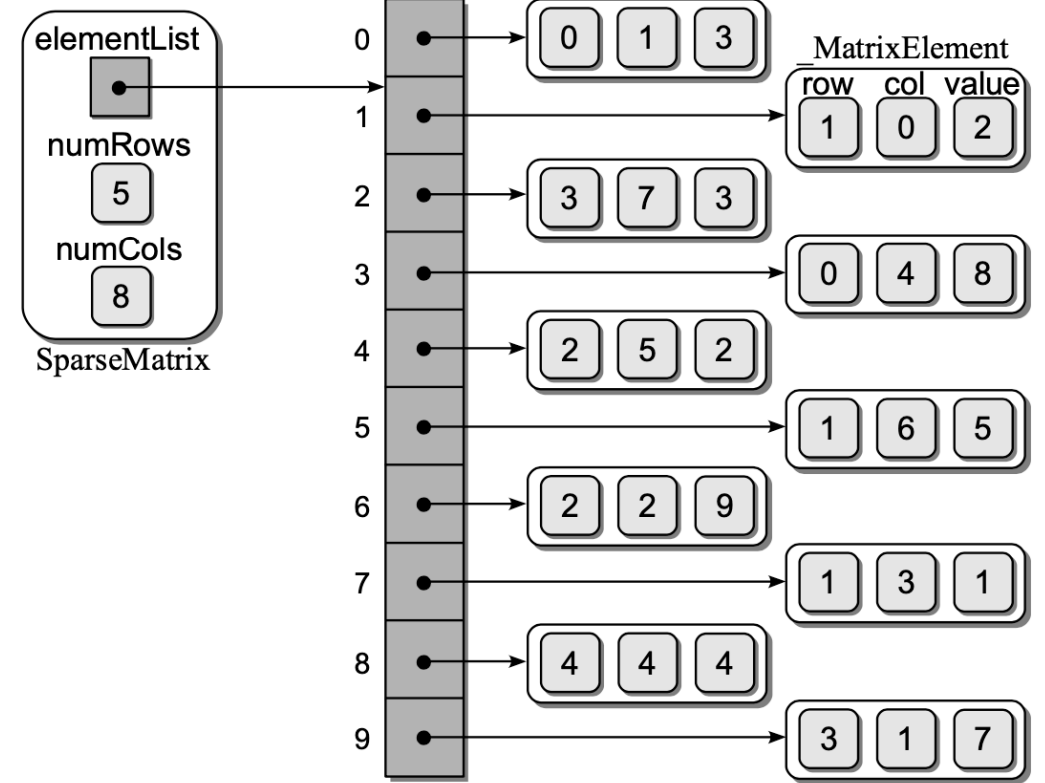 elementList
numRows
5
numCols
8
SparseMatrix
0
0 1 3
_MatrixElement
row col value
1
1 0 2
2
3 7 3
3
0 4 8
4
2 5 2
5
1 6 5
6
2 2 9
7
1 3 1
8
4 4 4
9
3 1 7